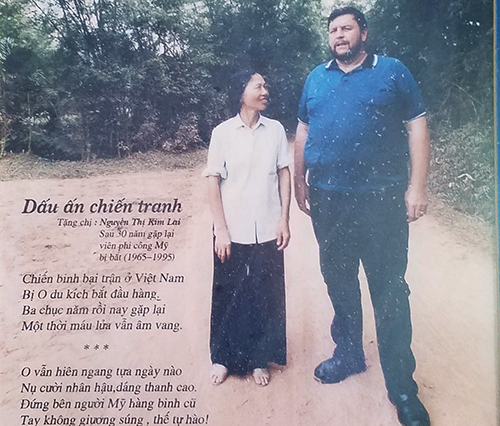 Dấu ấn chiến tranh
Tặng chị : Nguyễn Thị Kim Lai
Sau 30 năm gặp lại
viên phi công Mỹ
bị bắt (1965–1995)
Chiến binh bại trận ở Việt Nam
Bị O du kích bắt đầu hàng.
Ba chục năm rồi nay gặp lại
Một thời máu lửa vẫn âm vang.
* * *
O vẫn hiên ngang tựa ngày nào
Nụ cười nhân hậu,dáng thanh cao.
Đứng bên người Mỹ hàng binh cũ
Tay không giương súng , thế tự hào!